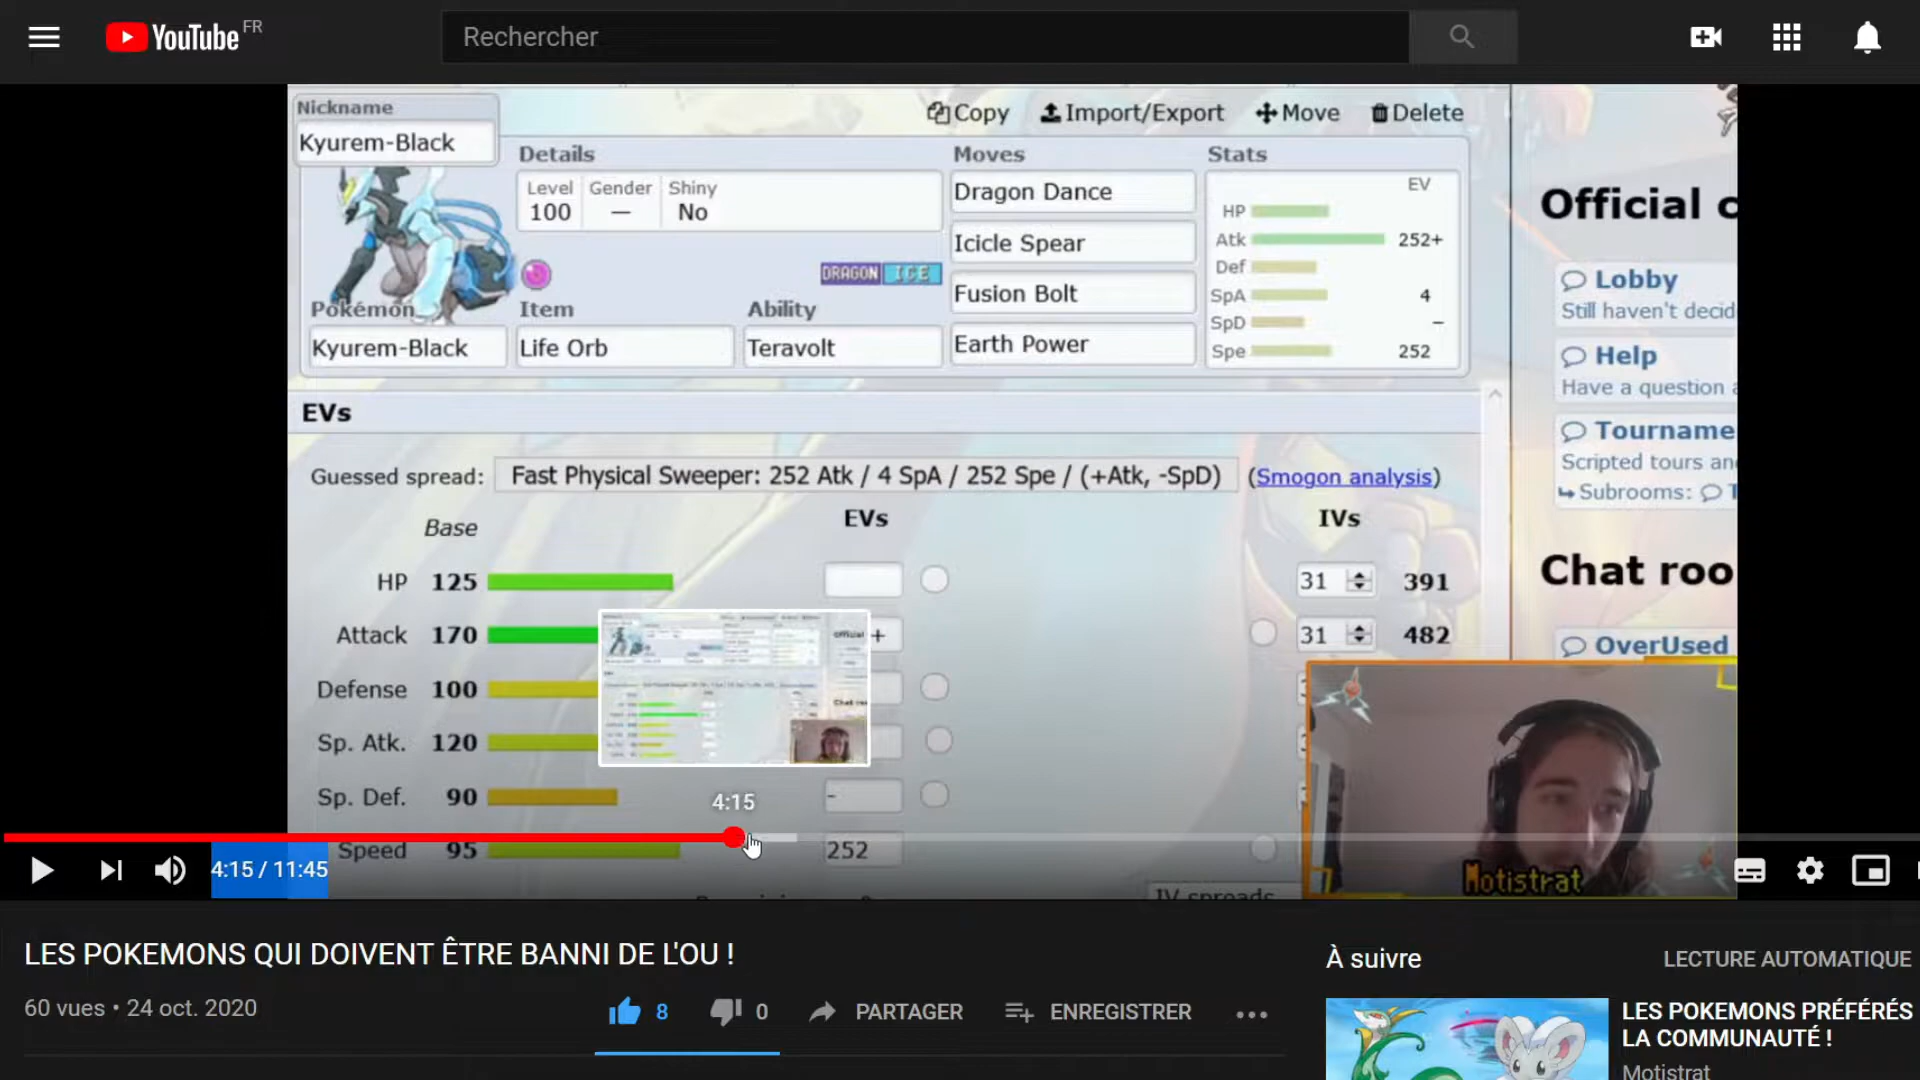 YouTube FR
Rechercher
Nickname
Kyurem-Black
Copy Import/Export Move Delete
Details
Level Gender Shiny
100 — No
DRAGON ICE
Pokémon Item Ability
Kyurem-Black Life Orb Teravolt
Moves
Dragon Dance
Icicle Spear
Fusion Bolt
Earth Power
Stats
EV
HP
Atk 252+
Def
SpA 4
SpD –
Spe 252
Official c
Lobby
Still haven't decid
Help
Have a question a
Tourname
Scripted tours an
Subrooms: T
Chat roo
OverUsed
EVs
Guessed spread: Fast Physical Sweeper: 252 Atk / 4 SpA / 252 Spe / (+Atk, -SpD) (Smogon analysis)
Base EVs IVs
HP 125 31 391
Attack 170 + 31 482
Defense 100
Sp. Atk. 120
Sp. Def. 90 -
Speed 95 252
IV spreads
4:15
Motistrat
4:15 / 11:45
LES POKEMONS QUI DOIVENT ÊTRE BANNI DE L'OU !
60 vues • 24 oct. 2020
8 0 PARTAGER ENREGISTRER
À suivre LECTURE AUTOMATIQUE
LES POKEMONS PRÉFÉRÉS
LA COMMUNAUTÉ !
Motistrat